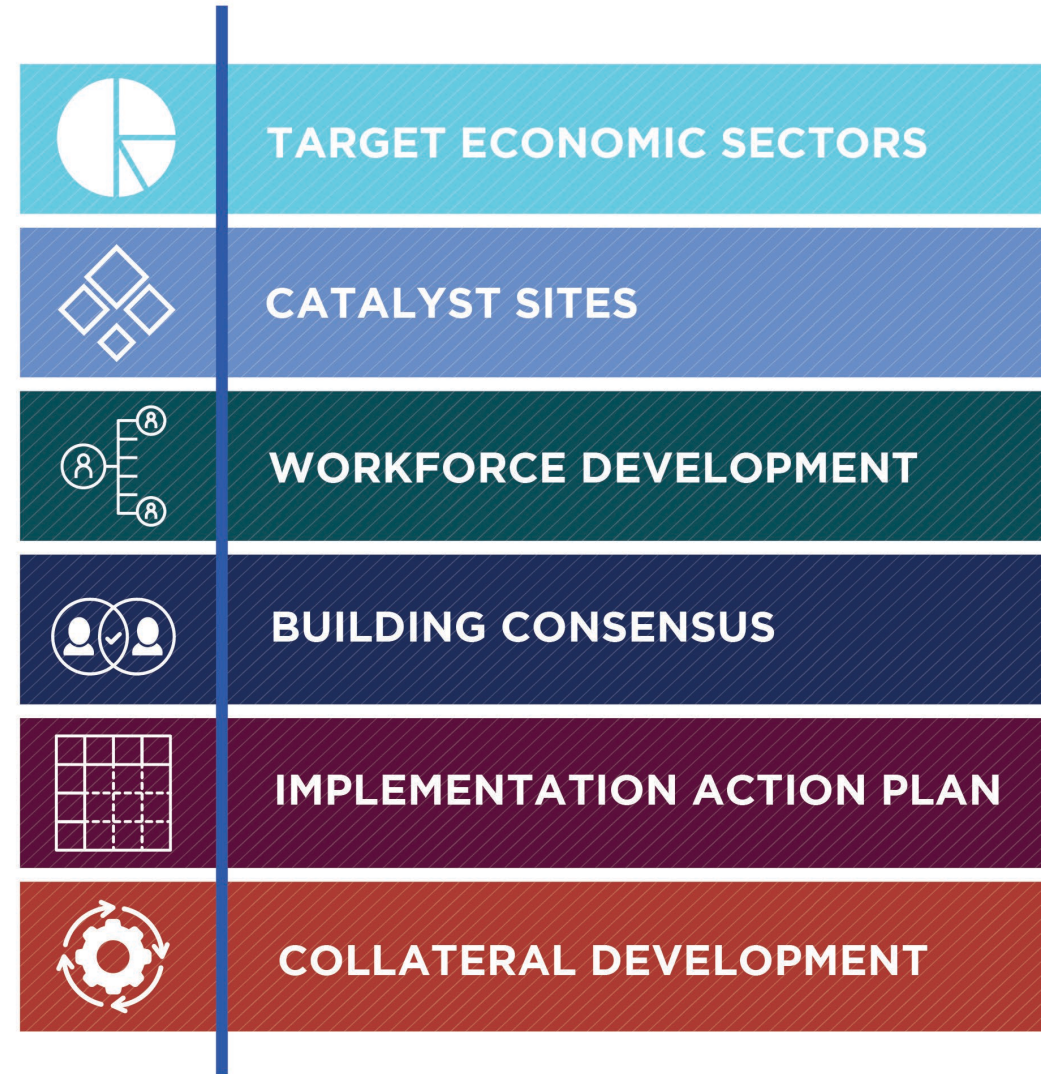 TARGET ECONOMIC SECTORS
CATALYST SITES
WORKFORCE DEVELOPMENT
BUILDING CONSENSUS
IMPLEMENTATION ACTION PLAN
COLLATERAL DEVELOPMENT